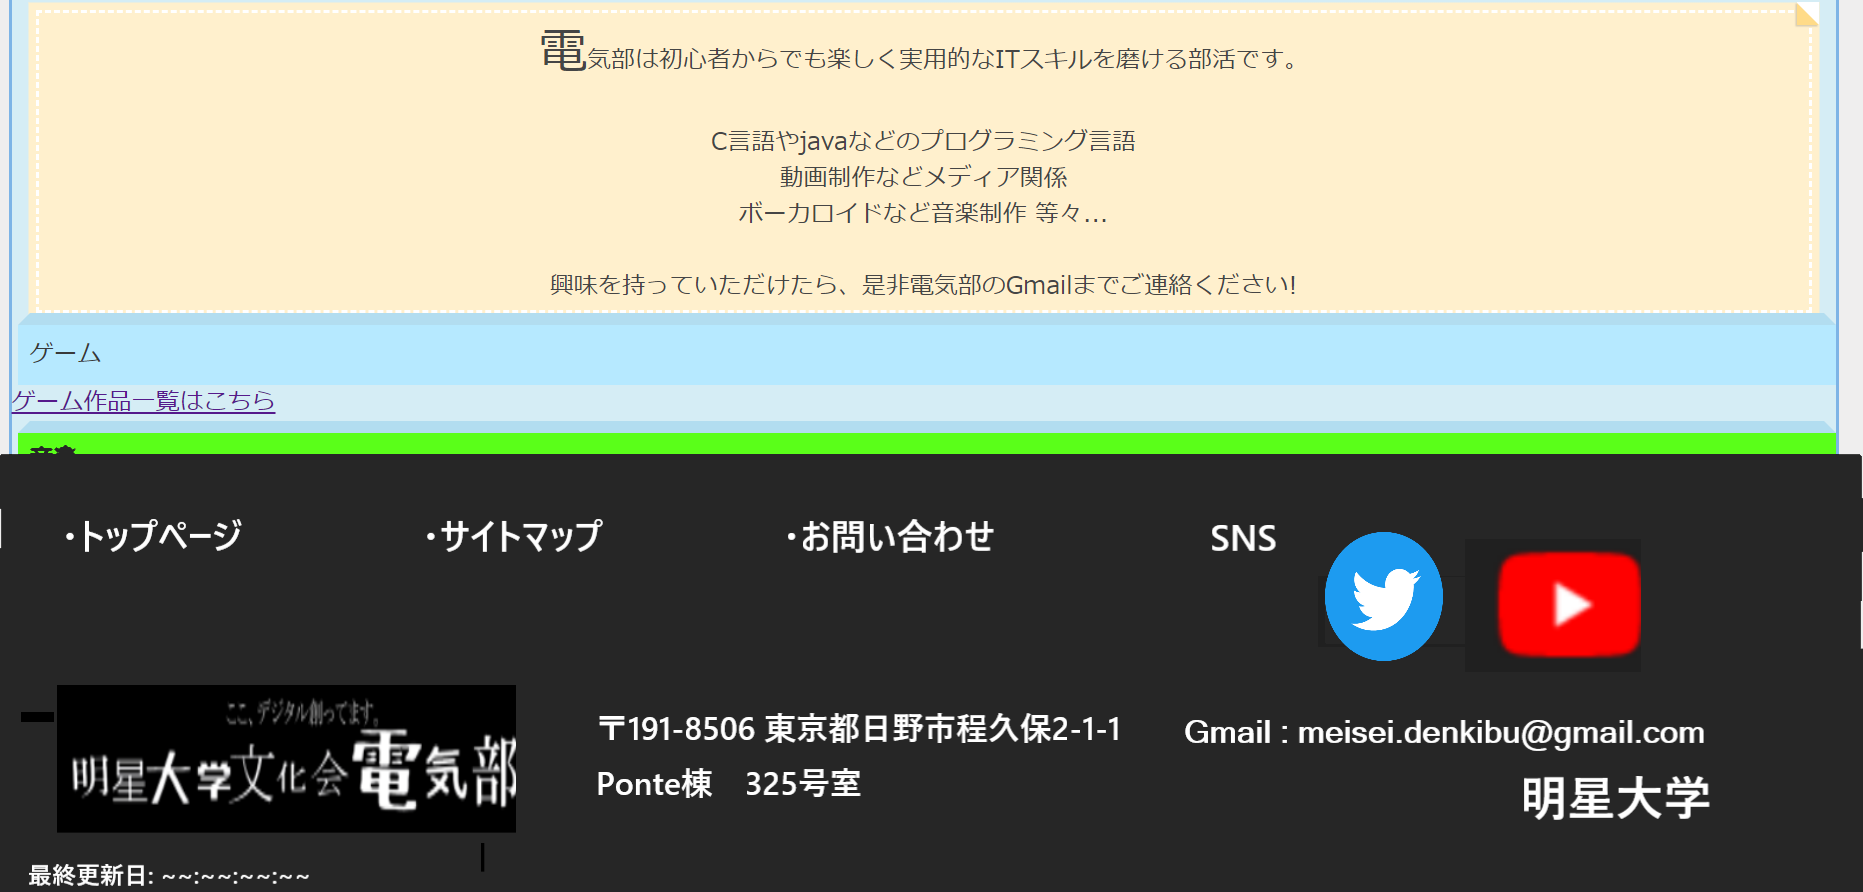 電気部は初心者からでも楽しく実用的なITスキルを磨ける部活です。
C言語やjavaなどのプログラミング言語
動画制作などメディア関係
ボーカロイドなど音楽制作 等々...
興味を持っていただけたら、是非電気部のGmailまでご連絡ください!
ゲーム
ゲーム作品一覧はこちら
・トップページ
・サイトマップ
・お問い合わせ
SNS
ここ、デジタル創ってます。
明星大学文化会電気部
〒191-8506 東京都日野市程久保2-1-1
Ponte棟　325号室
Gmail : meisei.denkibu@gmail.com
明星大学
最終更新日: ~~:~~:~~:~~